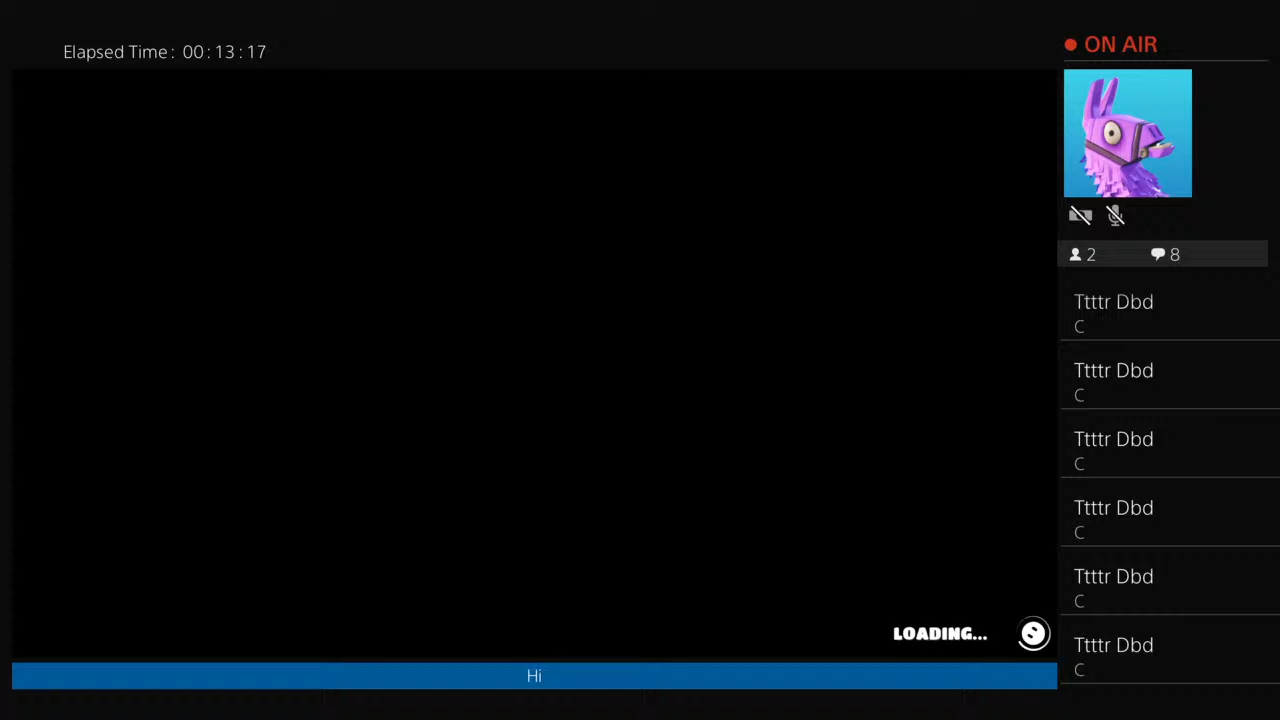 Elapsed Time: 00:13:17
ON AIR
2 8
Ttttr Dbd
C
Ttttr Dbd
C
Ttttr Dbd
C
Ttttr Dbd
C
Ttttr Dbd
C
Ttttr Dbd
C
LOADING...
Hi